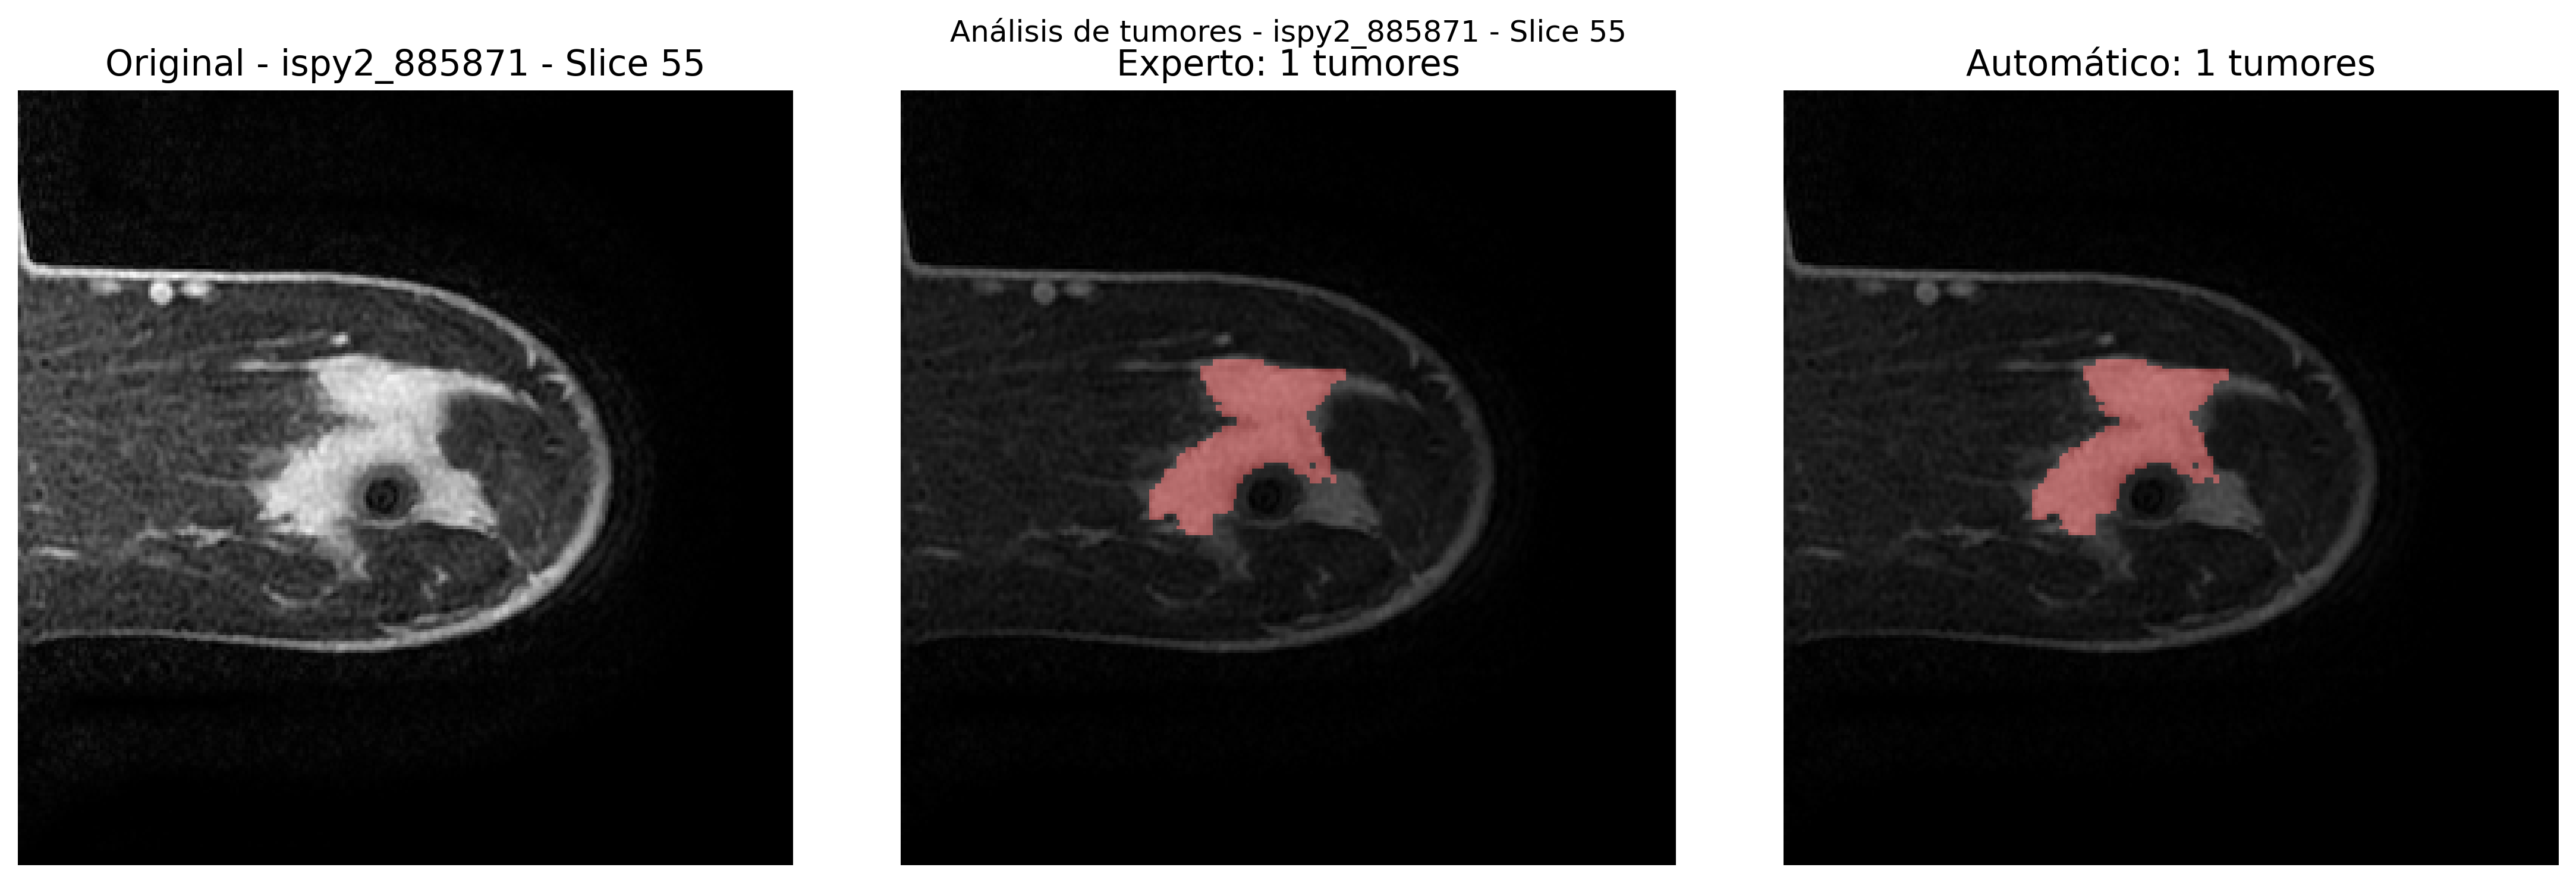 Análisis de tumores - ispy2_885871 - Slice 55
Original - ispy2_885871 - Slice 55
Experto: 1 tumores
Automático: 1 tumores